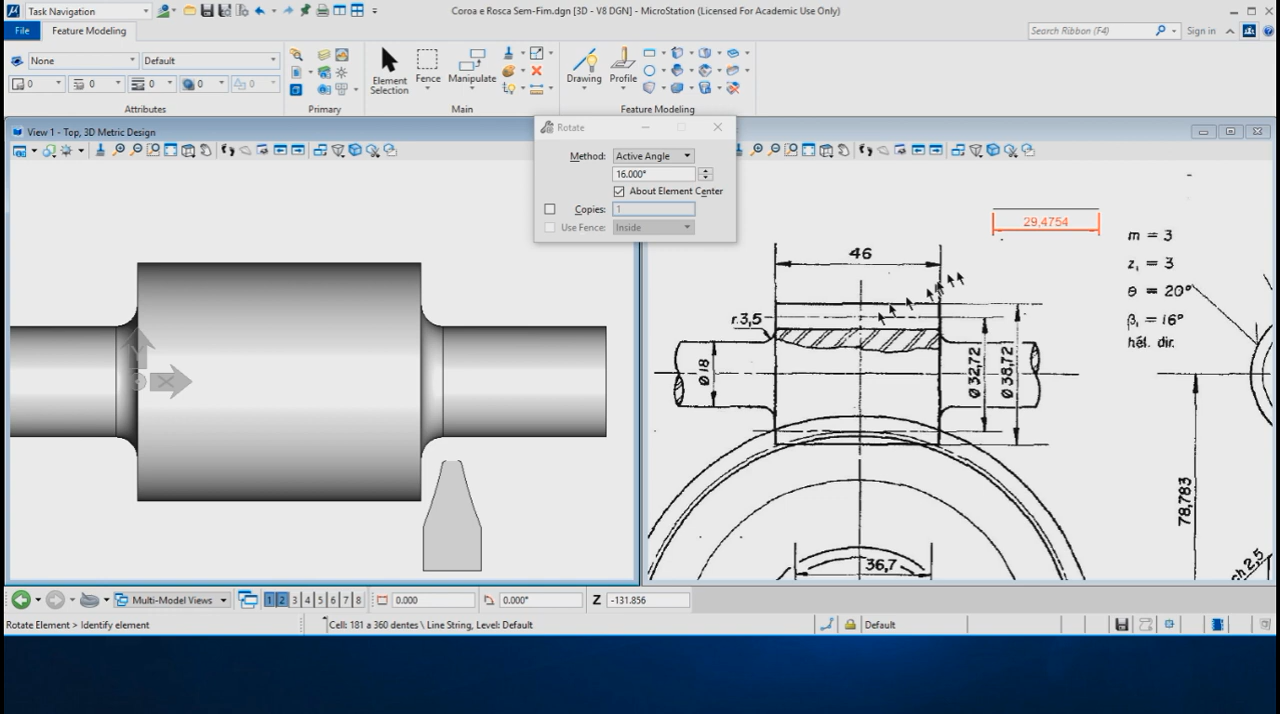 Task Navigation
Coroa e Rosca Sem-Fim.dgn [3D - V8 DGN] - MicroStation (Licensed For Academic Use Only)
File
Feature Modeling
Search Ribbon (F4)
Sign in
None
Default
0
0
0
0
0
Element Selection
Fence
Manipulate
Drawing
Profile
Attributes
Primary
Main
Feature Modeling
View 1 - Top, 3D Metric Design
Rotate
Method: Active Angle
16.000°
About Element Center
Copies: 1
Use Fence: Inside
X
29,4754
46
m = 3
z₁ = 3
θ = 20°
β₁ = 16°
hél. dir.
r.3,5
Ø18
Ø32,72
Ø38,72
78,783
36,7
ch 2,5
Multi-Model Views
1 2 3 4 5 6 7 8
0.000
0.000°
Z -131.856
Rotate Element > Identify element
Cell: 181 a 360 dentes \ Line String, Level: Default
Default